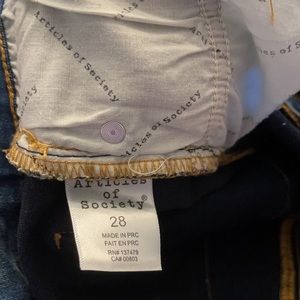 Articles of Society
Articles of Society
Articles of Society
Articles of Society
Articles
of
Society®
28
MADE IN PRC
FAIT EN PRC
RN# 137479
CA# 00603